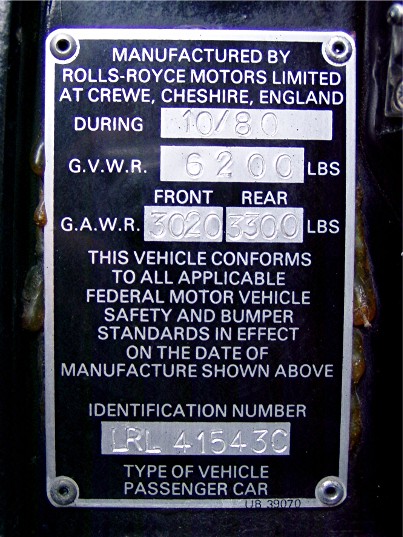 MANUFACTURED BY
ROLLS-ROYCE MOTORS LIMITED
AT CREWE, CHESHIRE, ENGLAND
DURING 10/80
G.V.W.R. 6200 LBS
FRONT REAR
G.A.W.R. 3020 3300 LBS
THIS VEHICLE CONFORMS
TO ALL APPLICABLE
FEDERAL MOTOR VEHICLE
SAFETY AND BUMPER
STANDARDS IN EFFECT
ON THE DATE OF
MANUFACTURE SHOWN ABOVE
IDENTIFICATION NUMBER
LRL 41543C
TYPE OF VEHICLE
PASSENGER CAR
UB 39070